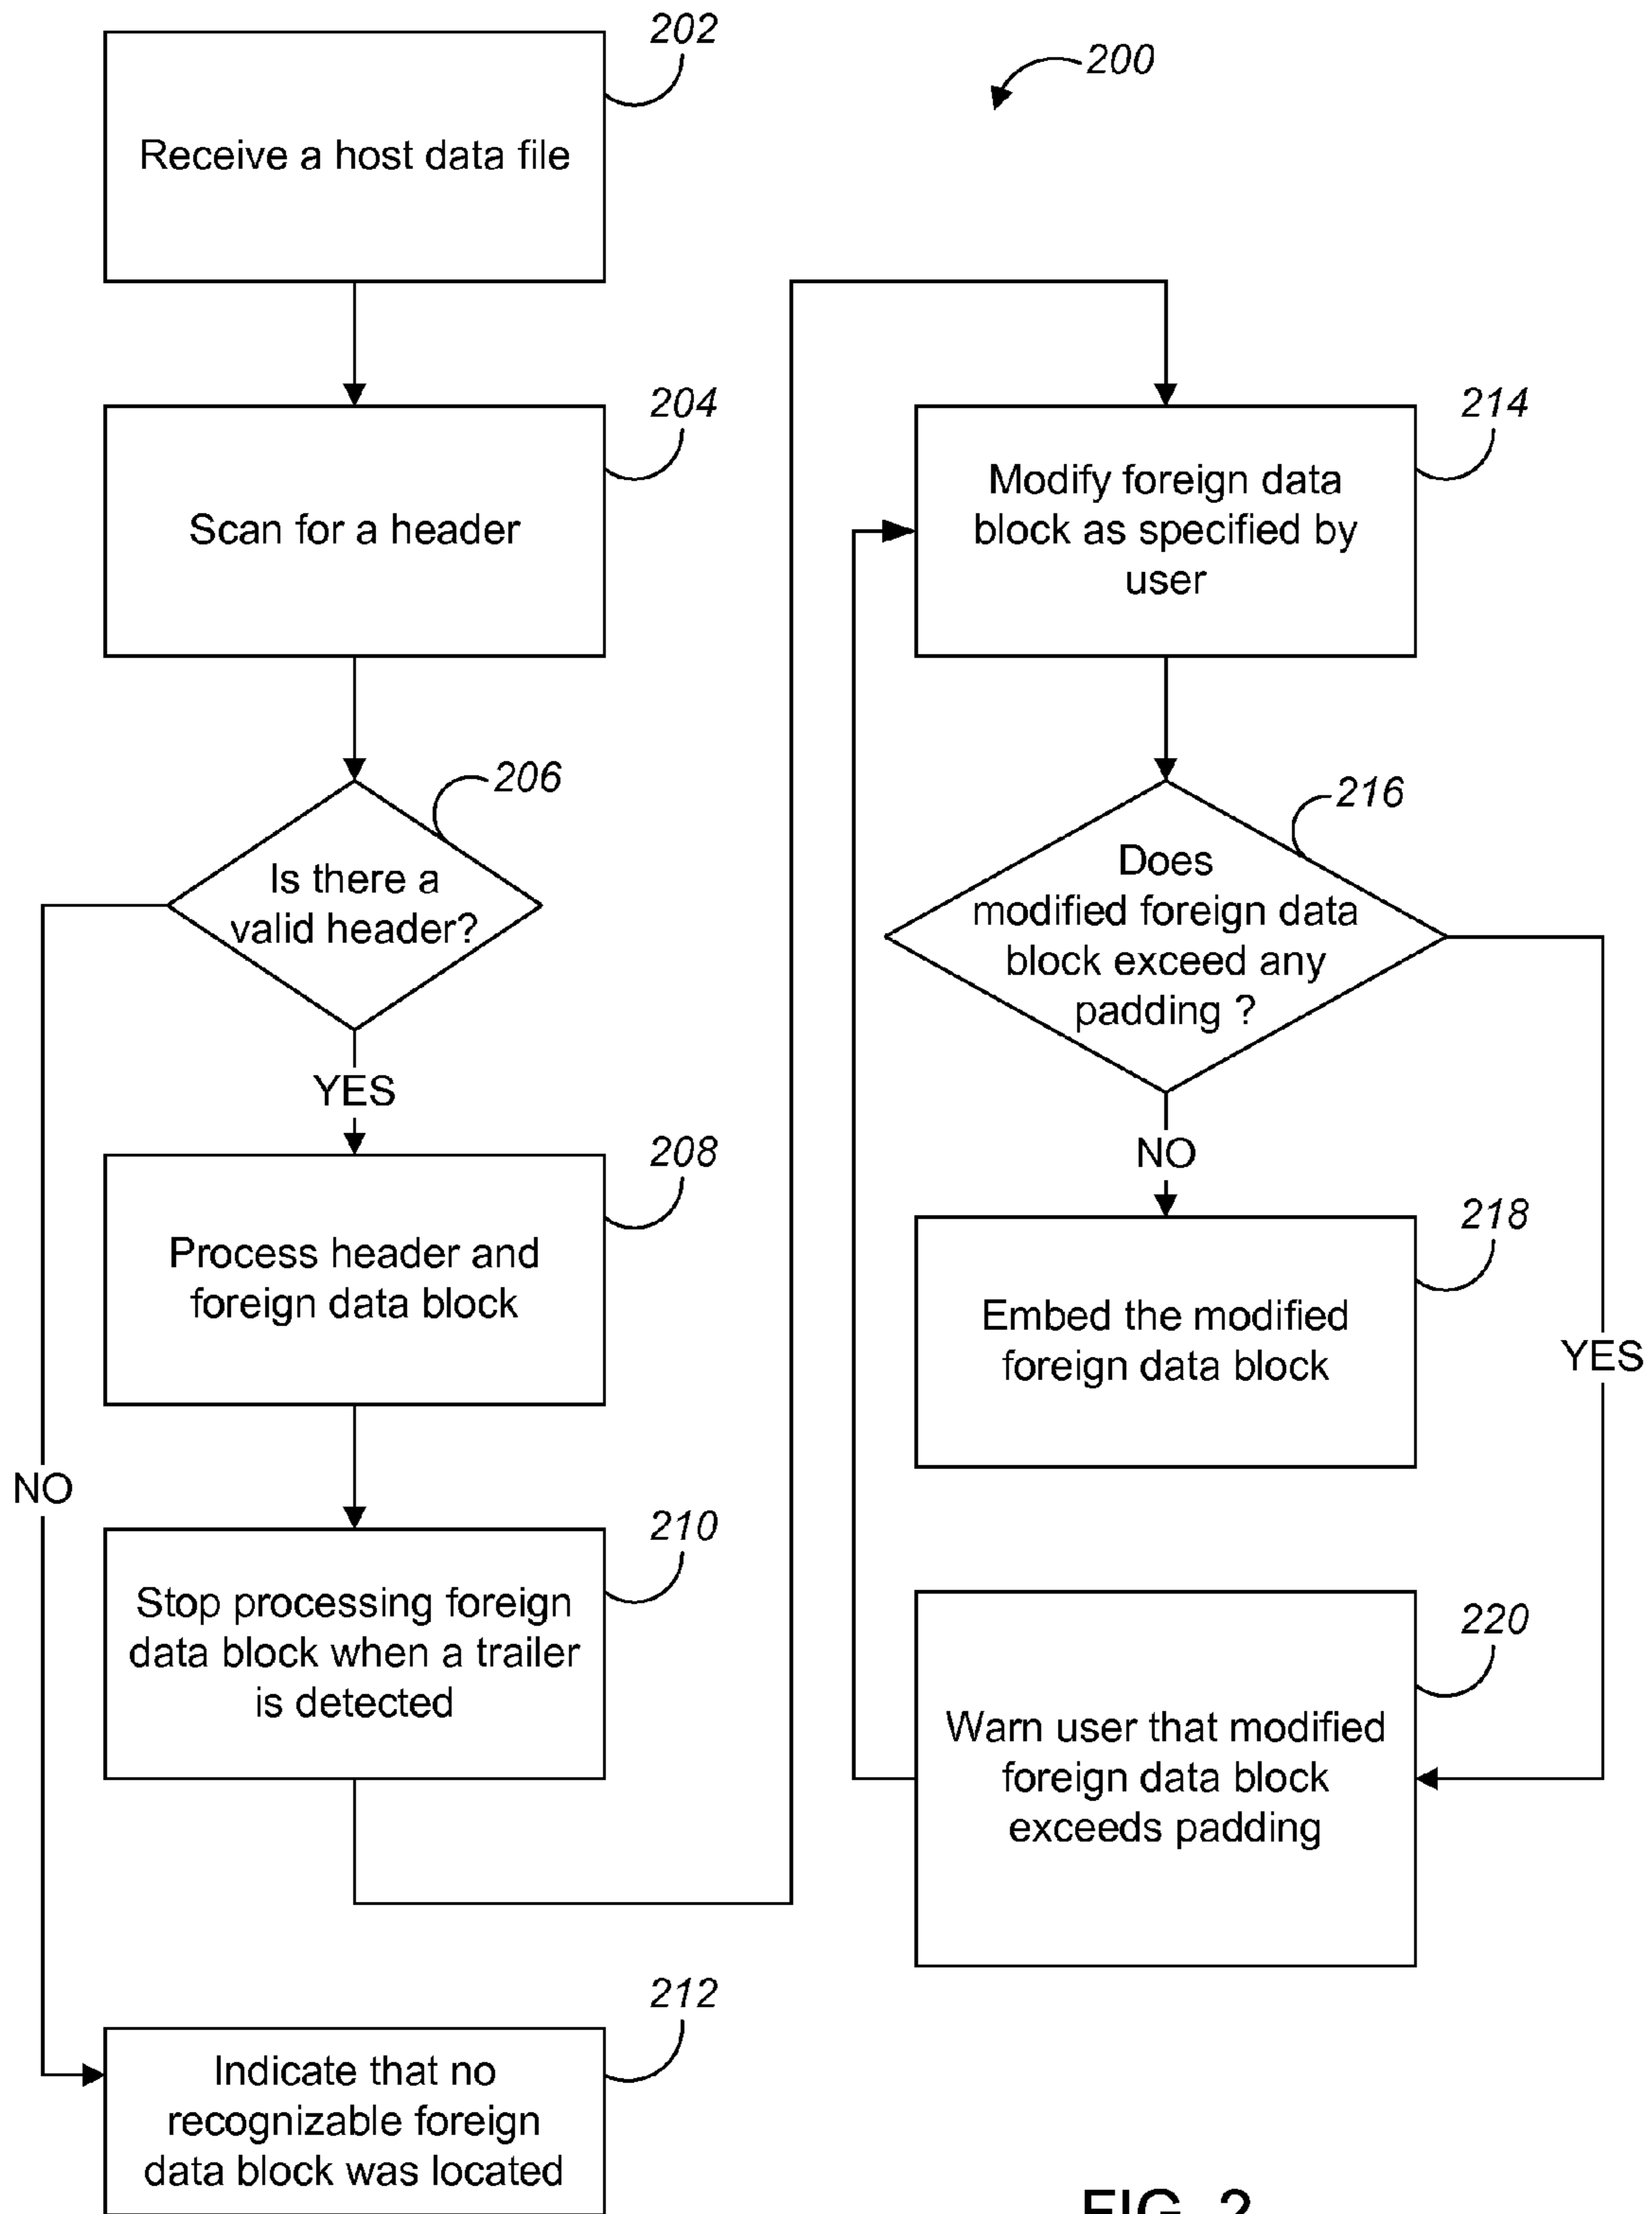 202
200
Receive a host data file
204
Scan for a header
206
Is there a
valid header?
YES
NO
208
Process header and
foreign data block
210
Stop processing foreign
data block when a trailer
is detected
212
Indicate that no
recognizable foreign
data block was located
214
Modify foreign data
block as specified by
user
216
Does
modified foreign data
block exceed any
padding ?
NO
YES
218
Embed the modified
foreign data block
220
Warn user that modified
foreign data block
exceeds padding
FIG. 2